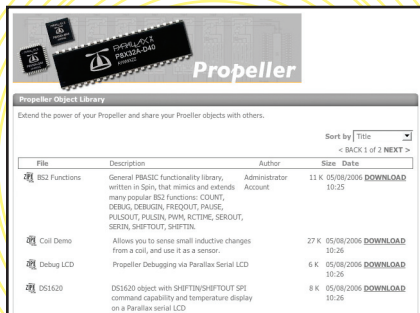 PARALLAX
P8X32A-D40
Propeller
Propeller Object Library
Extend the power of your Propeller and share your Proeller objects with others.
Sort by Title
< BACK 1 of 2 NEXT >
File Description Author Size Date
BS2 Functions General PBASIC functionality library, Administrator 11 K 05/08/2006 DOWNLOAD
written in Spin, that mimics and extends Account 10:25
many popular BS2 functions: COUNT,
DEBUG, DEBUGIN, FREQOUT, PAUSE,
PULSOUT, PULSIN, PWM, RCTIME, SEROUT,
SERIN, SHIFTOUT, SHIFTIN.
Coil Demo Allows you to sense small inductive changes 27 K 05/08/2006 DOWNLOAD
from a coil, and use it as a sensor. 10:26
Debug LCD Propeller Debugging via Parallax Serial LCD 6 K 05/08/2006 DOWNLOAD
10:26
DS1620 DS1620 object with SHIFTIN/SHIFTOUT SPI 8 K 05/08/2006 DOWNLOAD
command capability and temperature display 10:26
on a Parallax serial LCD